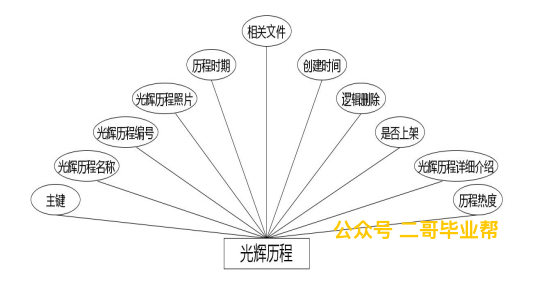 相关文件
历程时期
创建时间
光辉历程照片
逻辑删除
光辉历程编号
是否上架
光辉历程名称
光辉历程详细介绍
主键
历程热度
公众号 二哥毕业帮
光辉历程